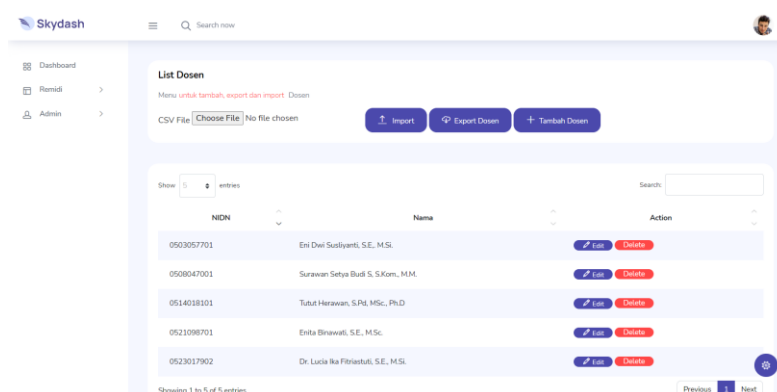 Skydash
Search now
Dashboard
Remidi
Admin
List Dosen
Menu untuk tambah, export dan import Dosen
CSV File Choose File No file chosen
Import
Export Dosen
Tambah Dosen
Show 5 entries
Search:
NIDN Nama Action
0503057701 Eni Dwi Susliyanti, S.E., M.Si. Edit Delete
0508047001 Surawan Setya Budi S, S.Kom., M.M. Edit Delete
0514018101 Tutut Herawan, S.Pd, MSc., Ph.D Edit Delete
0521098701 Enita Binawati, S.E., M.Sc. Edit Delete
0523017902 Dr. Lucia Ika Fitriastuti, S.E., M.Si. Edit Delete
Showing 1 to 5 of 5 entries
Previous 1 Next